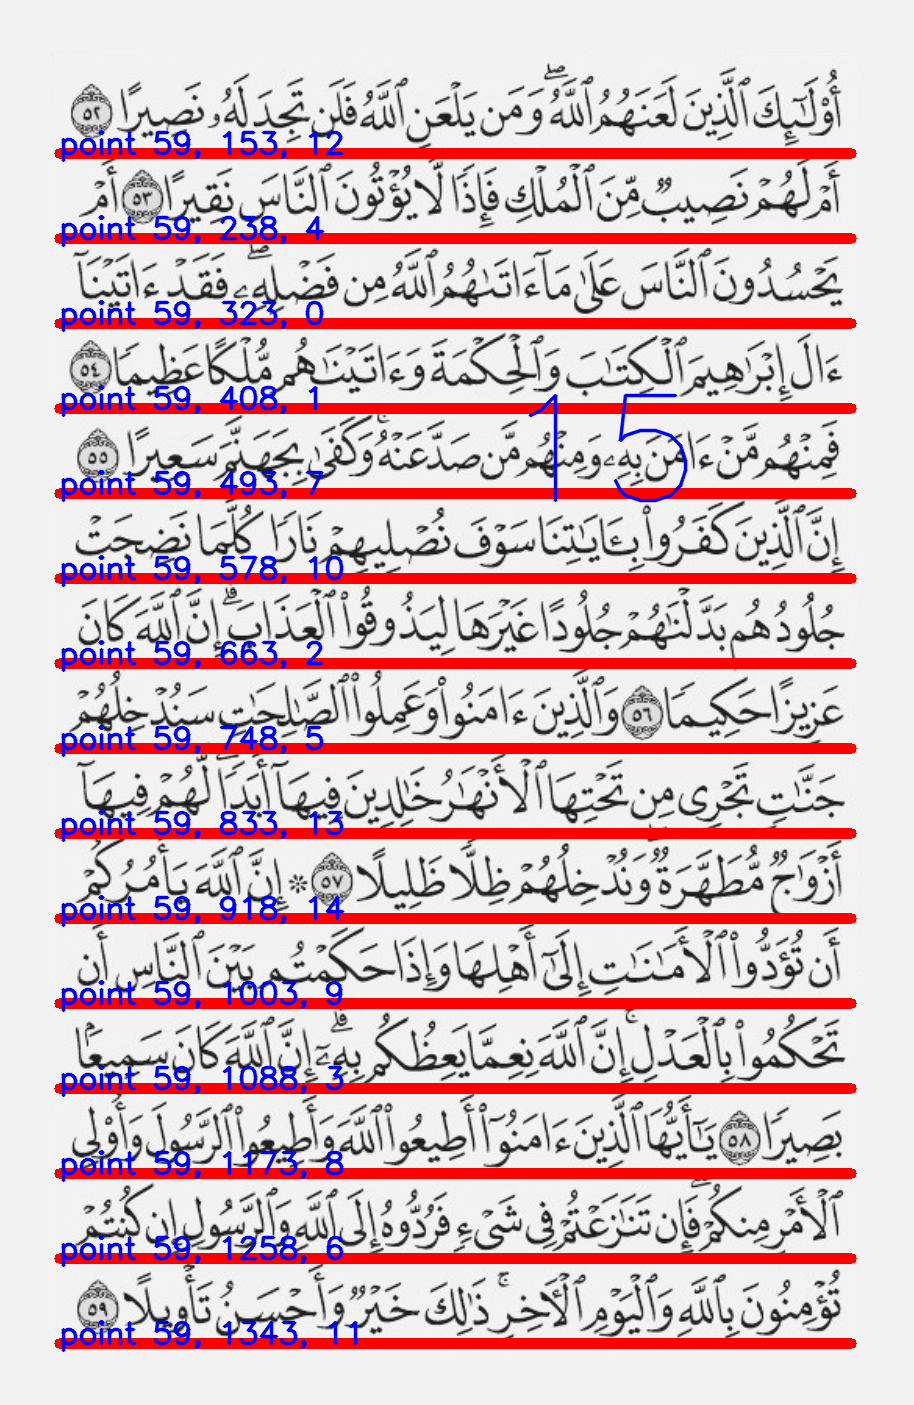 أُوْلَٰٓئِكَ ٱلَّذِينَ لَعَنَهُمُ ٱللَّهُۖ وَمَن يَلْعَنِ ٱللَّهُ فَلَن تَجِدَ لَهُۥ نَصِيرًا ٥٢
point 59, 153, 12
أَمْ لَهُمْ نَصِيبٌ مِّنَ ٱلْمُلْكِ فَإِذًا لَّا يُؤْتُونَ ٱلنَّاسَ نَقِيرًا ٥٣ أَمْ
point 59, 238, 4
يَحْسُدُونَ ٱلنَّاسَ عَلَىٰ مَآ ءَاتَىٰهُمُ ٱللَّهُ مِن فَضْلِهِۦۖ فَقَدْ ءَاتَيْنَآ
point 59, 323, 0
ءَالَ إِبْرَٰهِيمَ ٱلْكِتَٰبَ وَٱلْحِكْمَةَ وَءَاتَيْنَٰهُم مُّلْكًا عَظِيمًا ٥٤
point 59, 408, 1
فَمِنْهُم مَّنْ ءَامَنَ بِهِۦ وَمِنْهُم مَّن صَدَّ عَنْهُۚ وَكَفَىٰ بِجَهَنَّمَ سَعِيرًا ٥٥
15
point 59, 493, 7
إِنَّ ٱلَّذِينَ كَفَرُوا۟ بِـَٔايَٰتِنَا سَوْفَ نُصْلِيهِمْ نَارًا كُلَّمَا نَضِجَتْ
point 59, 578, 10
جُلُودُهُم بَدَّلْنَٰهُمْ جُلُودًا غَيْرَهَا لِيَذُوقُوا۟ ٱلْعَذَابَۗ إِنَّ ٱللَّهَ كَانَ
point 59, 663, 2
عَزِيزًا حَكِيمًا ٥٦ وَٱلَّذِينَ ءَامَنُوا۟ وَعَمِلُوا۟ ٱلصَّٰلِحَٰتِ سَنُدْخِلُهُمْ
point 59, 748, 5
جَنَّٰتٍ تَجْرِى مِن تَحْتِهَا ٱلْأَنْهَٰرُ خَٰلِدِينَ فِيهَآ أَبَدًاۖ لَّهُمْ فِيهَآ
point 59, 833, 13
أَزْوَٰجٌ مُّطَهَّرَةٌۖ وَنُدْخِلُهُمْ ظِلًّا ظَلِيلًا ٥٧ ۞ إِنَّ ٱللَّهَ يَأْمُرُكُمْ
point 59, 918, 14
أَن تُؤَدُّوا۟ ٱلْأَمَٰنَٰتِ إِلَىٰٓ أَهْلِهَا وَإِذَا حَكَمْتُم بَيْنَ ٱلنَّاسِ أَن
point 59, 1003, 9
تَحْكُمُوا۟ بِٱلْعَدْلِۚ إِنَّ ٱللَّهَ نِعِمَّا يَعِظُكُم بِهِۦٓۗ إِنَّ ٱللَّهَ كَانَ سَمِيعًۢا
point 59, 1088, 3
بَصِيرًا ٥٨ يَٰٓأَيُّهَا ٱلَّذِينَ ءَامَنُوٓا۟ أَطِيعُوا۟ ٱللَّهَ وَأَطِيعُوا۟ ٱلرَّسُولَ وَأُو۟لِى
point 59, 1173, 8
ٱلْأَمْرِ مِنكُمْۖ فَإِن تَنَٰزَعْتُمْ فِى شَىْءٍ فَرُدُّوهُ إِلَى ٱللَّهِ وَٱلرَّسُولِ إِن كُنتُمْ
point 59, 1258, 6
تُؤْمِنُونَ بِٱللَّهِ وَٱلْيَوْمِ ٱلْـَٔاخِرِۚ ذَٰلِكَ خَيْرٌ وَأَحْسَنُ تَأْوِيلًا ٥٩
point 59, 1343, 11